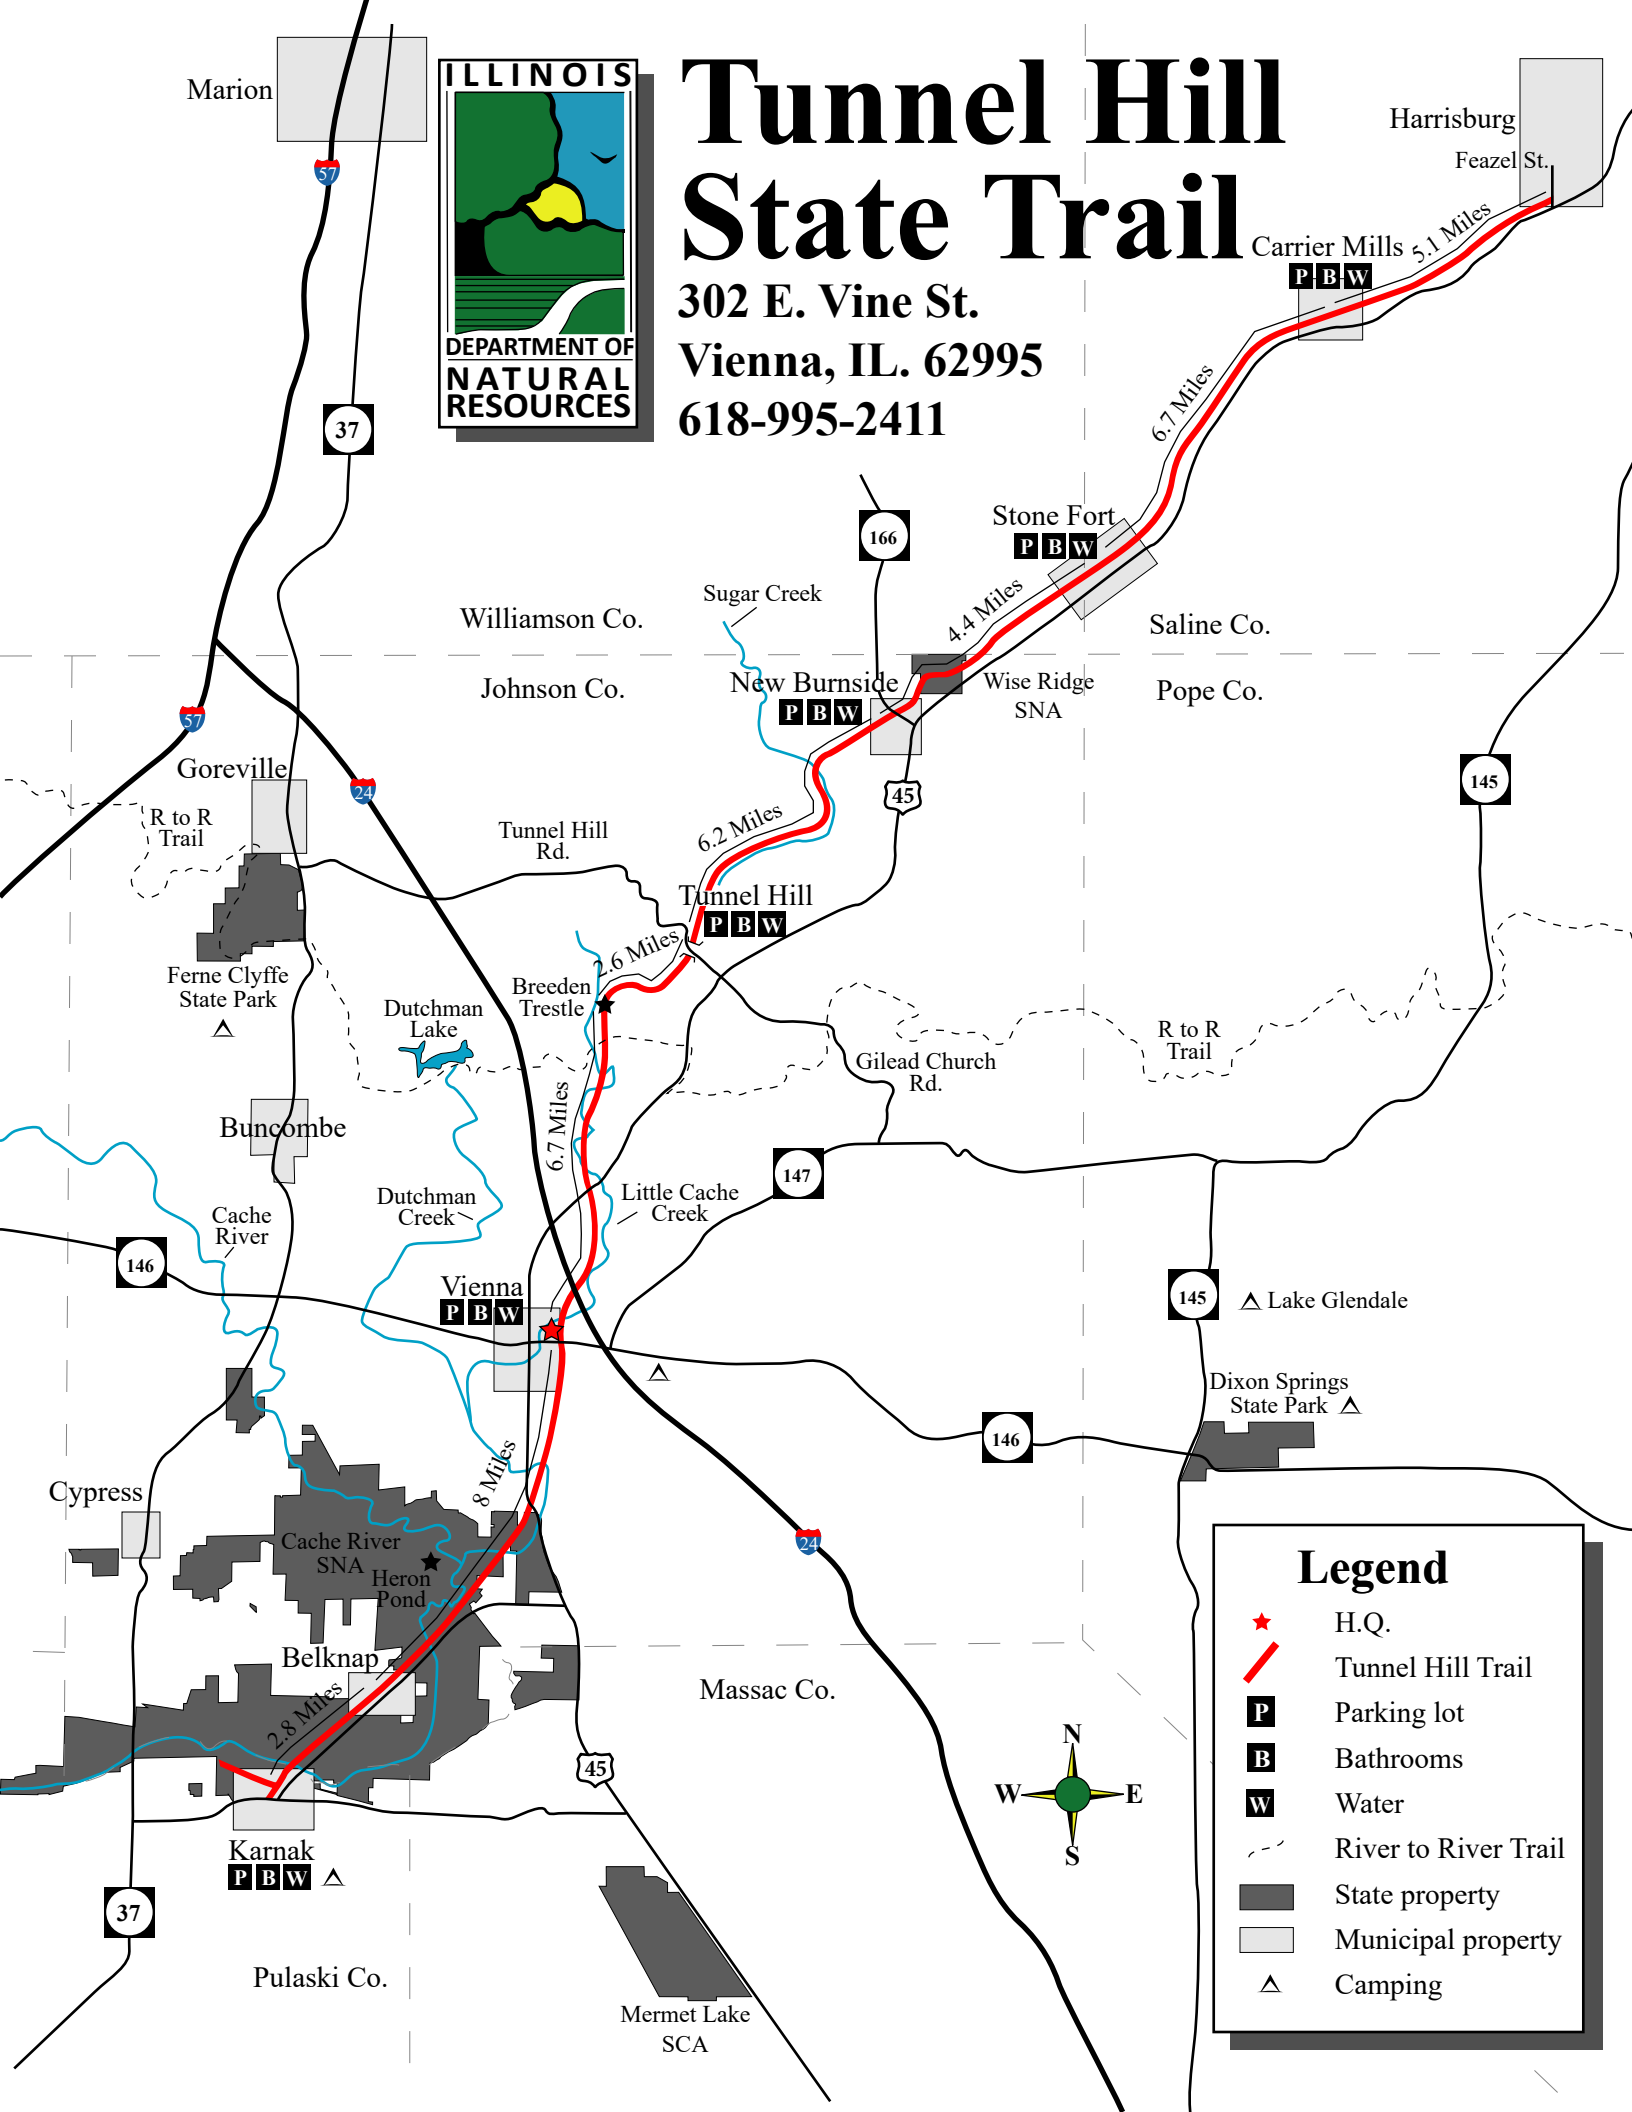 Tunnel Hill
State Trail
302 E. Vine St.
Vienna, IL. 62995
618-995-2411
ILLINOIS
DEPARTMENT OF
NATURAL
RESOURCES
Marion
57
37
Harrisburg
Feazel St.
5.1 Miles
Carrier Mills
P B W
6.7 Miles
166
Stone Fort
P B W
Sugar Creek
4.4 Miles
Williamson Co.
Saline Co.
Johnson Co.
New Burnside
P B W
Wise Ridge
SNA
Pope Co.
57
Goreville
24
45
145
R to R
Trail
6.2 Miles
Tunnel Hill
Rd.
Tunnel Hill
P B W
2.6 Miles
Ferne Clyffe
State Park
Breeden
Trestle
Dutchman
Lake
R to R
Trail
Gilead Church
Rd.
Buncombe
6.7 Miles
147
Dutchman
Creek
Little Cache
Creek
Cache
River
146
Vienna
P B W
145
Lake Glendale
Dixon Springs
State Park
146
8 Miles
Cypress
Cache River
SNA
Heron
Pond
24
Belknap
2.8 Miles
Massac Co.
45
Karnak
P B W
37
Pulaski Co.
Mermet Lake
SCA
N
W E
S
Legend
H.Q.
Tunnel Hill Trail
P Parking lot
B Bathrooms
W Water
River to River Trail
State property
Municipal property
Camping